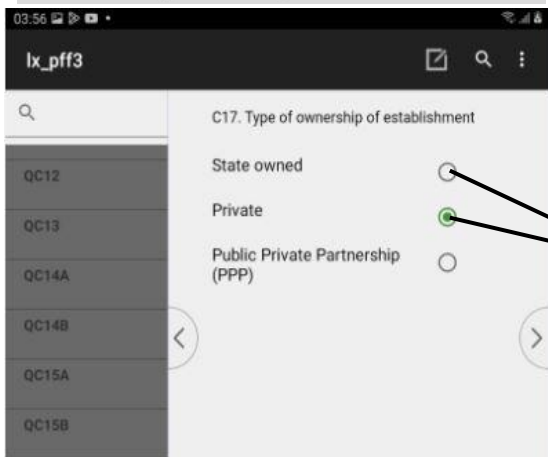 03:56
lx_pff3
C17. Type of ownership of establishment
QC12
QC13
QC14A
QC14B
QC15A
QC15B
State owned
Private
Public Private Partnership
(PPP)